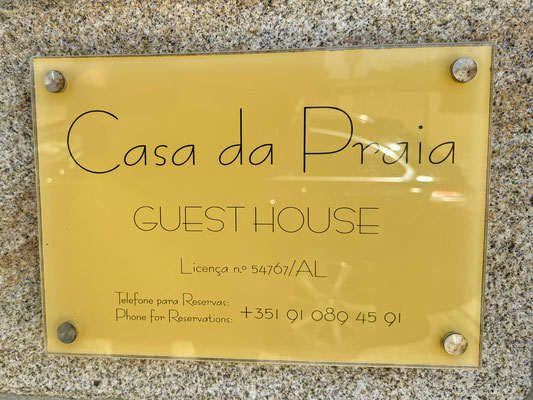 Casa da Praia
GUEST HOUSE
Licença n.º 54767/AL
Telefone para Reservas:
Phone for Reservations: +351 91 089 45 91